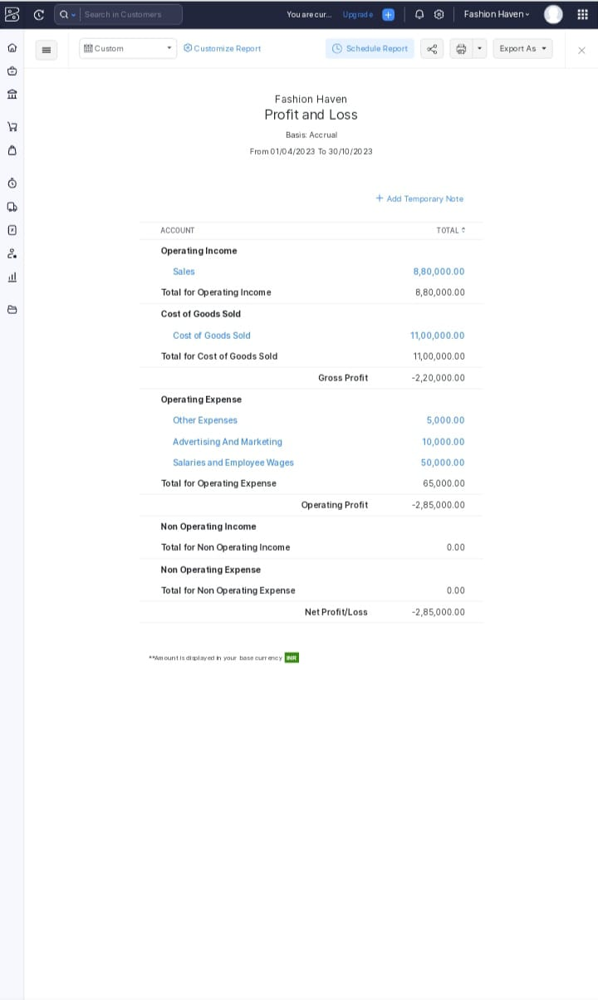 Search in Customers
You are cur... Upgrade
Fashion Haven
Custom
Customize Report
Schedule Report
Export As
Fashion Haven
Profit and Loss
Basis: Accrual
From 01/04/2023 To 30/10/2023
+ Add Temporary Note
ACCOUNT TOTAL
Operating Income
Sales 8,80,000.00
Total for Operating Income 8,80,000.00
Cost of Goods Sold
Cost of Goods Sold 11,00,000.00
Total for Cost of Goods Sold 11,00,000.00
Gross Profit -2,20,000.00
Operating Expense
Other Expenses 5,000.00
Advertising And Marketing 10,000.00
Salaries and Employee Wages 50,000.00
Total for Operating Expense 65,000.00
Operating Profit -2,85,000.00
Non Operating Income
Total for Non Operating Income 0.00
Non Operating Expense
Total for Non Operating Expense 0.00
Net Profit/Loss -2,85,000.00
**Amount is displayed in your base currency INR